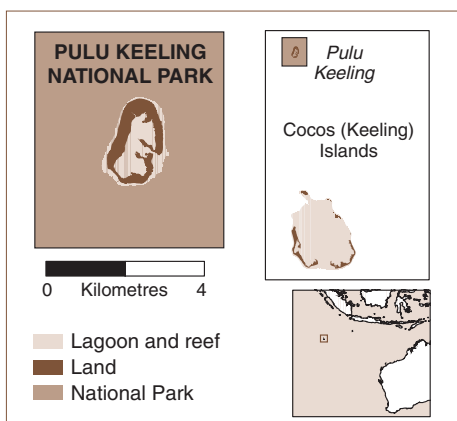 PULU KEELING
NATIONAL PARK
Pulu
Keeling
Cocos (Keeling)
Islands
0 Kilometres 4
Lagoon and reef
Land
National Park